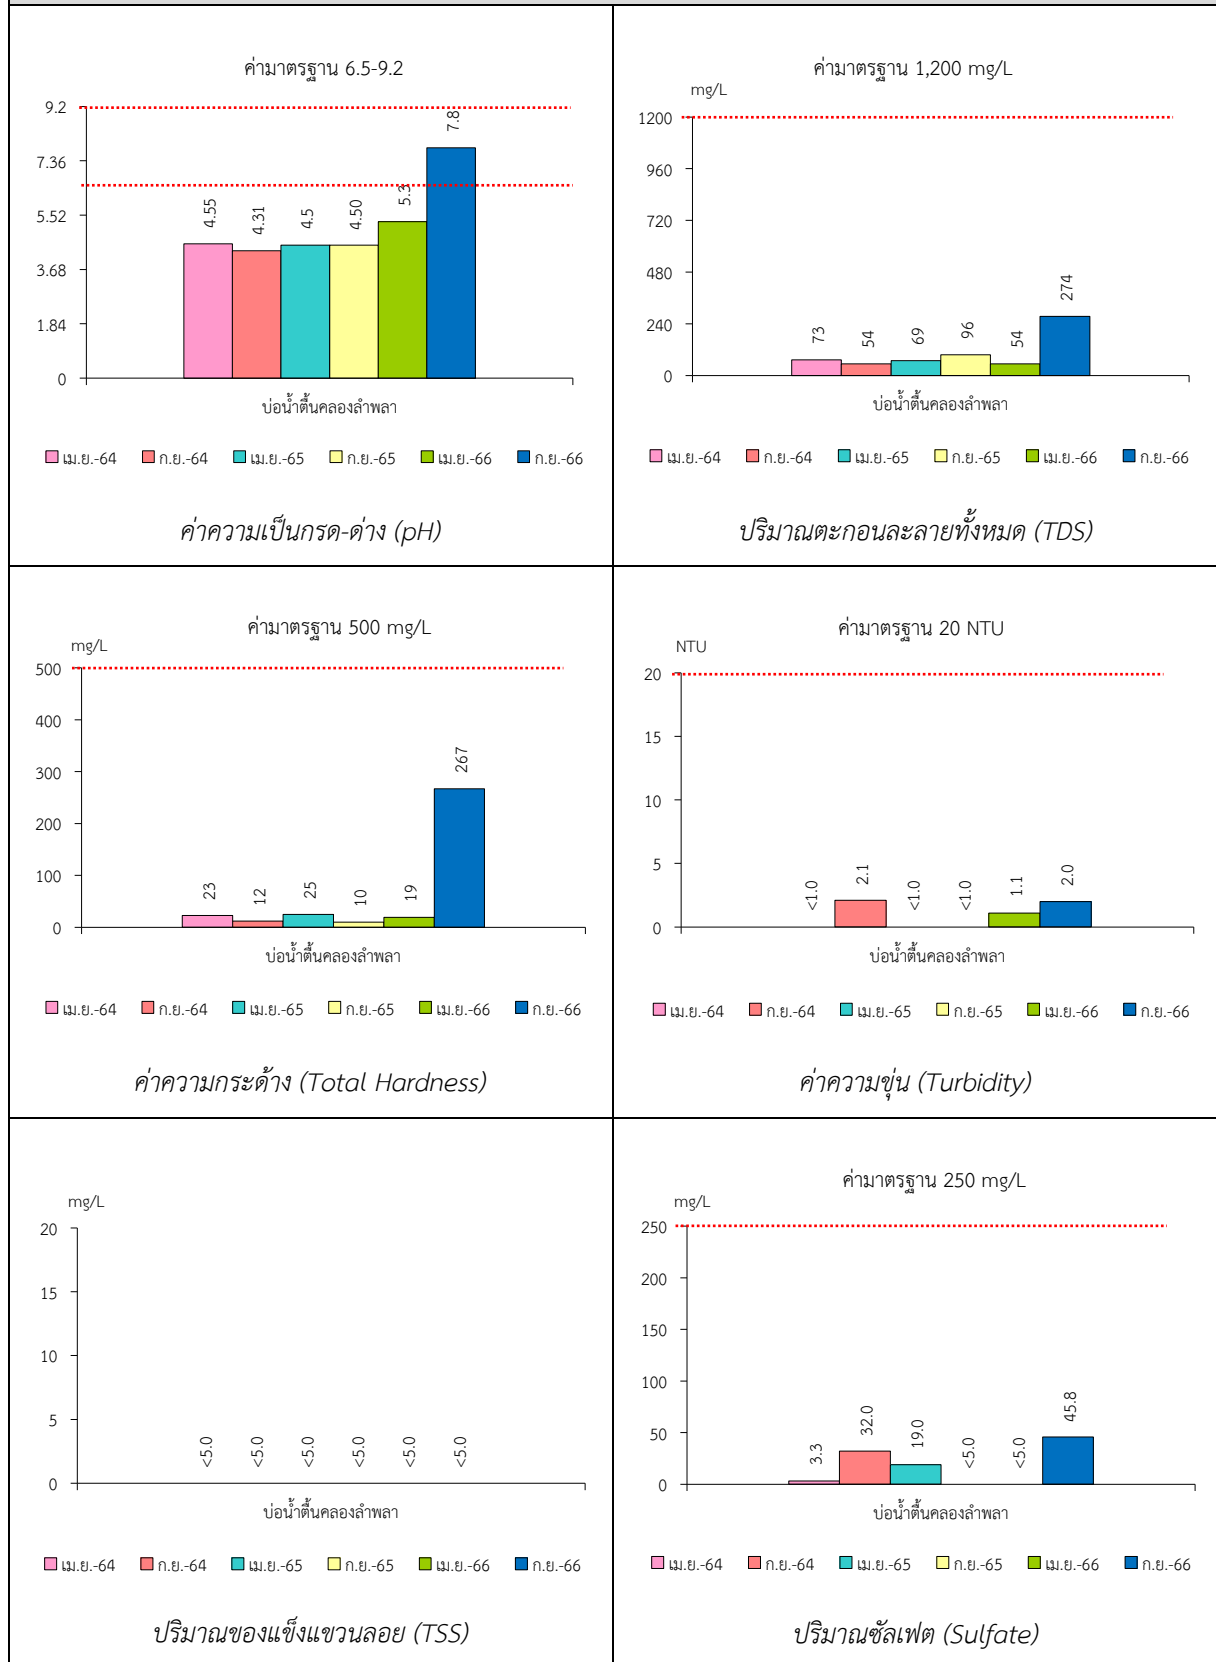 ค่ามาตรฐาน 6.5-9.2
9.2
7.36
5.52
3.68
1.84
0
4.55
4.31
4.5
4.50
5.3
7.8
บ่อน้ำตื้นคลองลำพลา
เม.ย.-64 ก.ย.-64 เม.ย.-65 ก.ย.-65 เม.ย.-66 ก.ย.-66
ค่าความเป็นกรด-ด่าง (pH)
ค่ามาตรฐาน 1,200 mg/L
mg/L
1200
960
720
480
240
0
73
54
69
96
54
274
บ่อน้ำตื้นคลองลำพลา
เม.ย.-64 ก.ย.-64 เม.ย.-65 ก.ย.-65 เม.ย.-66 ก.ย.-66
ปริมาณตะกอนละลายทั้งหมด (TDS)
ค่ามาตรฐาน 500 mg/L
mg/L
500
400
300
200
100
0
23
12
25
10
19
267
บ่อน้ำตื้นคลองลำพลา
เม.ย.-64 ก.ย.-64 เม.ย.-65 ก.ย.-65 เม.ย.-66 ก.ย.-66
ค่าความกระด้าง (Total Hardness)
ค่ามาตรฐาน 20 NTU
NTU
20
15
10
5
0
<1.0
2.1
<1.0
<1.0
1.1
2.0
บ่อน้ำตื้นคลองลำพลา
เม.ย.-64 ก.ย.-64 เม.ย.-65 ก.ย.-65 เม.ย.-66 ก.ย.-66
ค่าความขุ่น (Turbidity)
mg/L
20
15
10
5
0
<5.0
<5.0
<5.0
<5.0
<5.0
<5.0
บ่อน้ำตื้นคลองลำพลา
เม.ย.-64 ก.ย.-64 เม.ย.-65 ก.ย.-65 เม.ย.-66 ก.ย.-66
ปริมาณของแข็งแขวนลอย (TSS)
ค่ามาตรฐาน 250 mg/L
mg/L
250
200
150
100
50
0
3.3
32.0
19.0
<5.0
<5.0
45.8
บ่อน้ำตื้นคลองลำพลา
เม.ย.-64 ก.ย.-64 เม.ย.-65 ก.ย.-65 เม.ย.-66 ก.ย.-66
ปริมาณซัลเฟต (Sulfate)